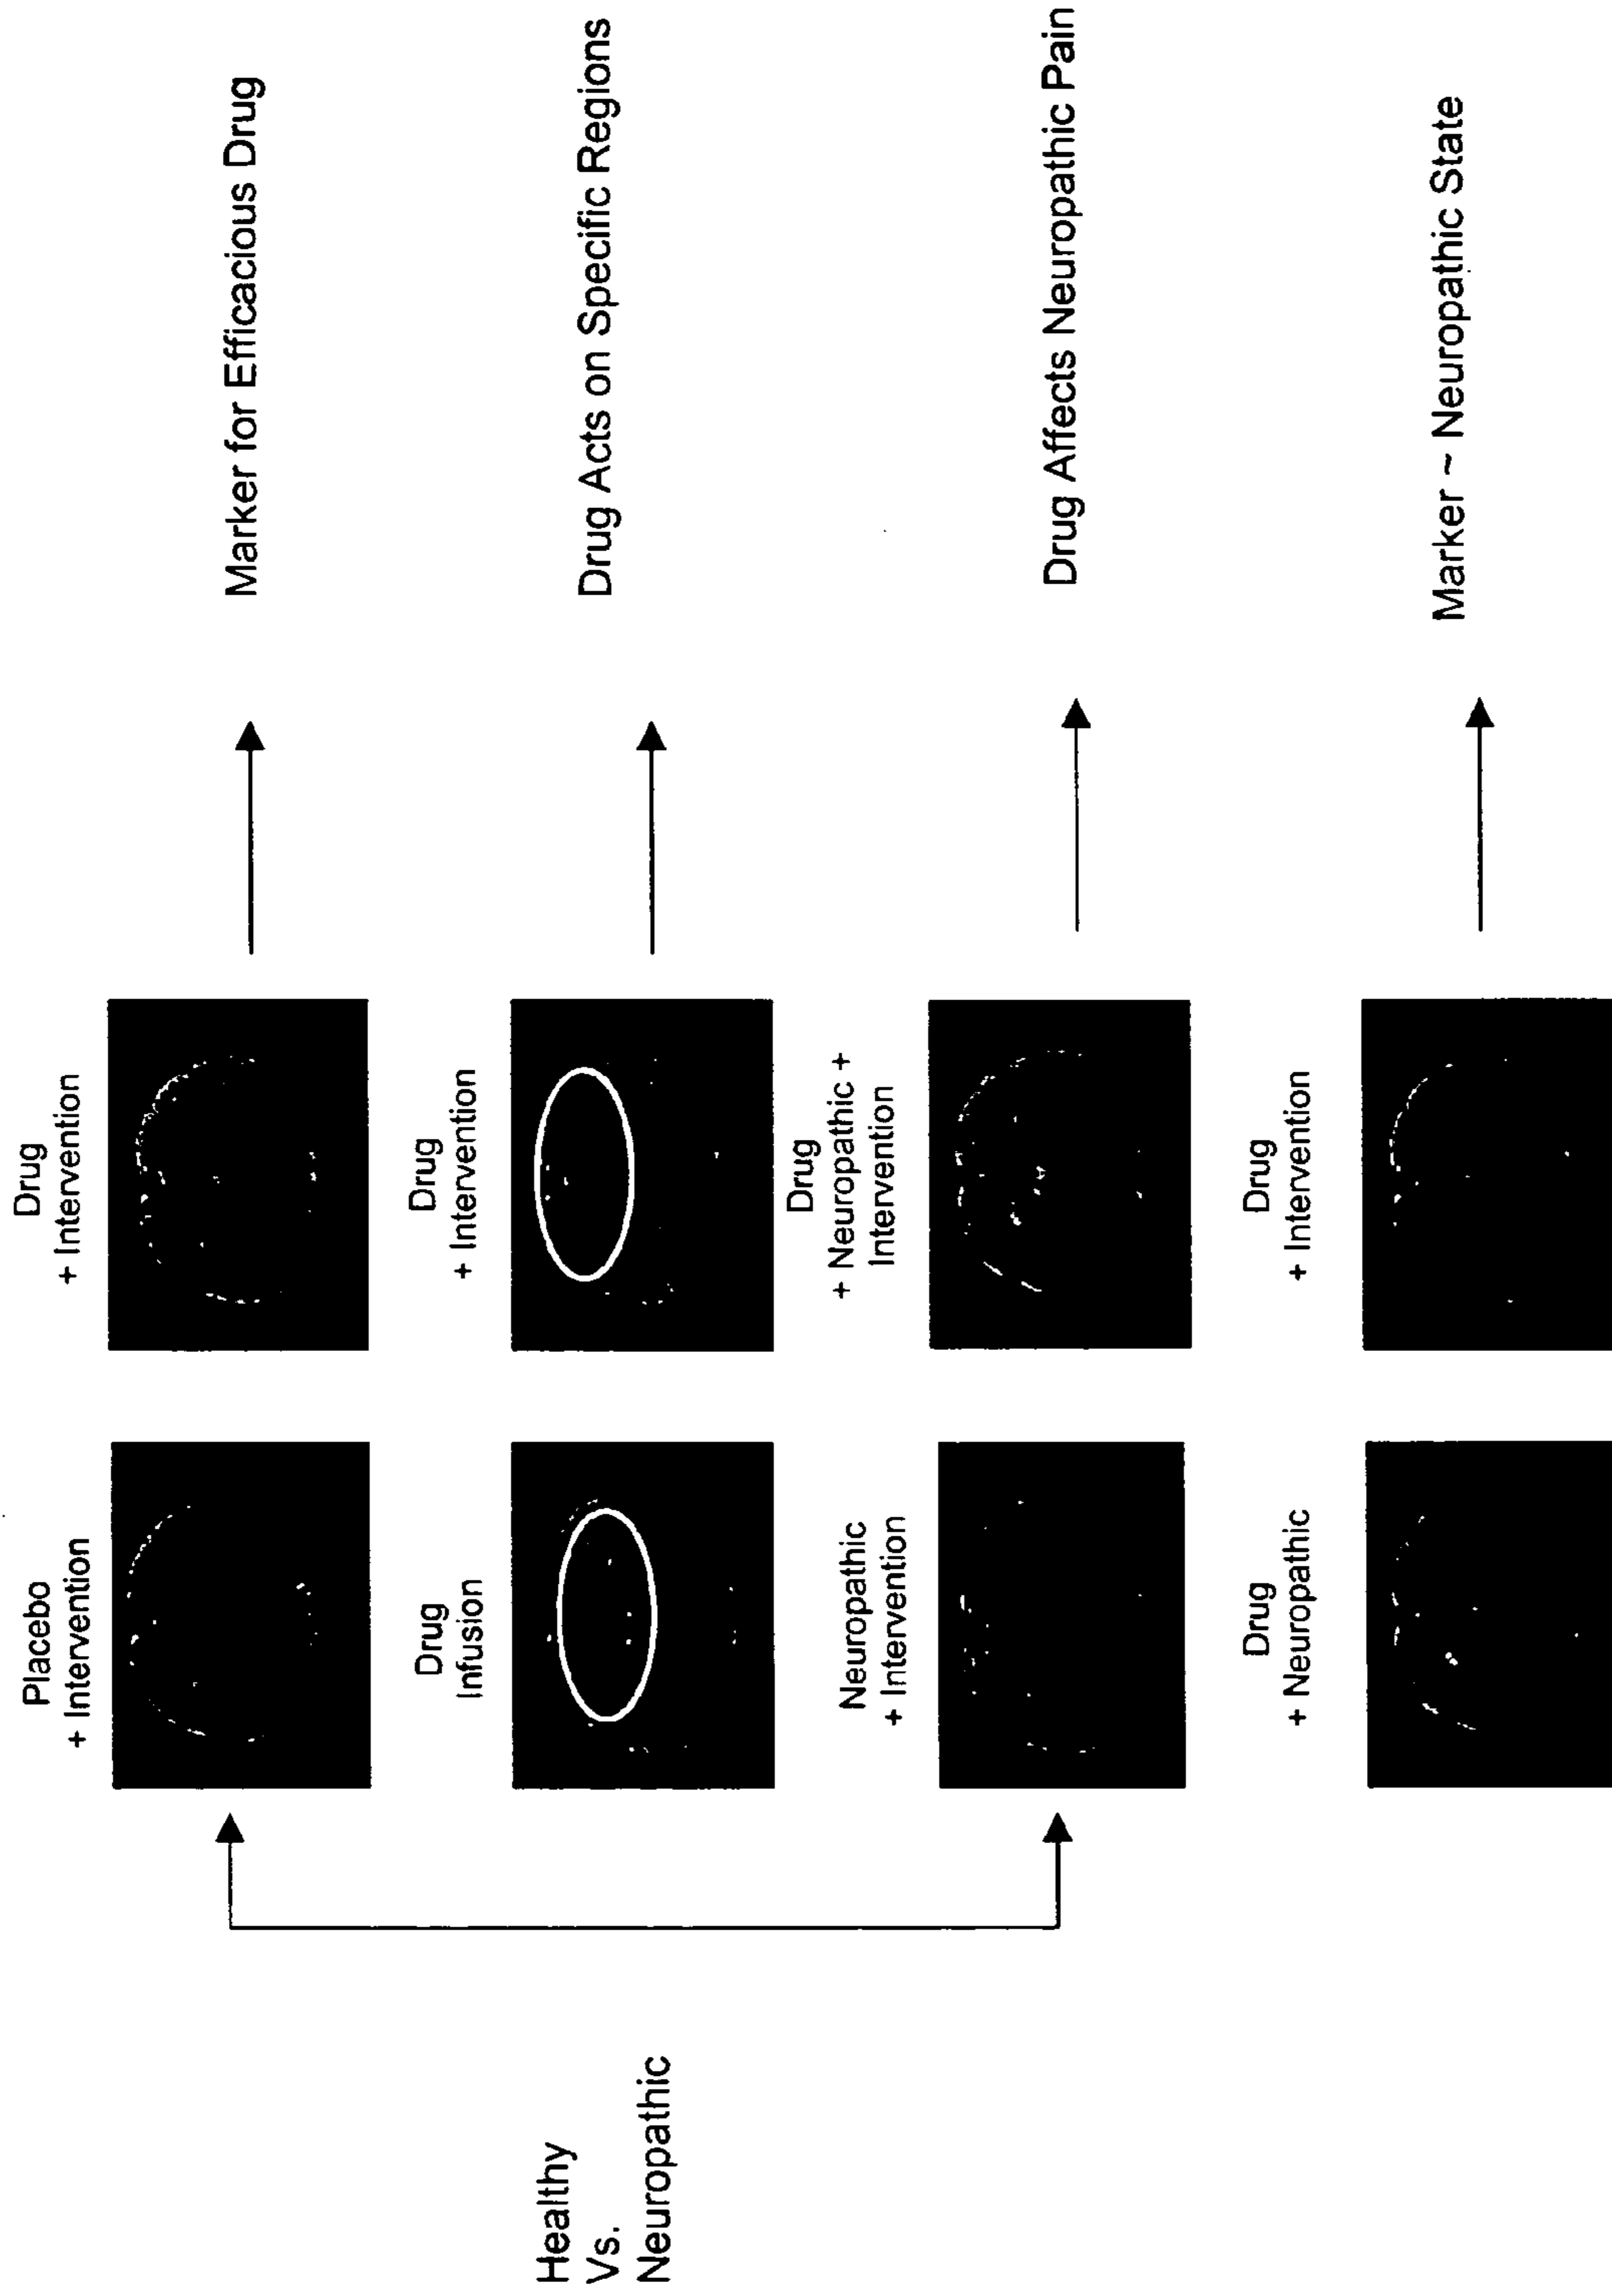 Placebo
+ Intervention
Drug
+ Intervention
Marker for Efficacious Drug
Healthy
Vs.
Neuropathic
Drug
Infusion
Drug
+ Intervention
Drug Acts on Specific Regions
Neuropathic
+ Intervention
Drug
+ Neuropathic +
Intervention
Drug Affects Neuropathic Pain
Drug
+ Neuropathic
Drug
+ Intervention
Marker ~ Neuropathic State